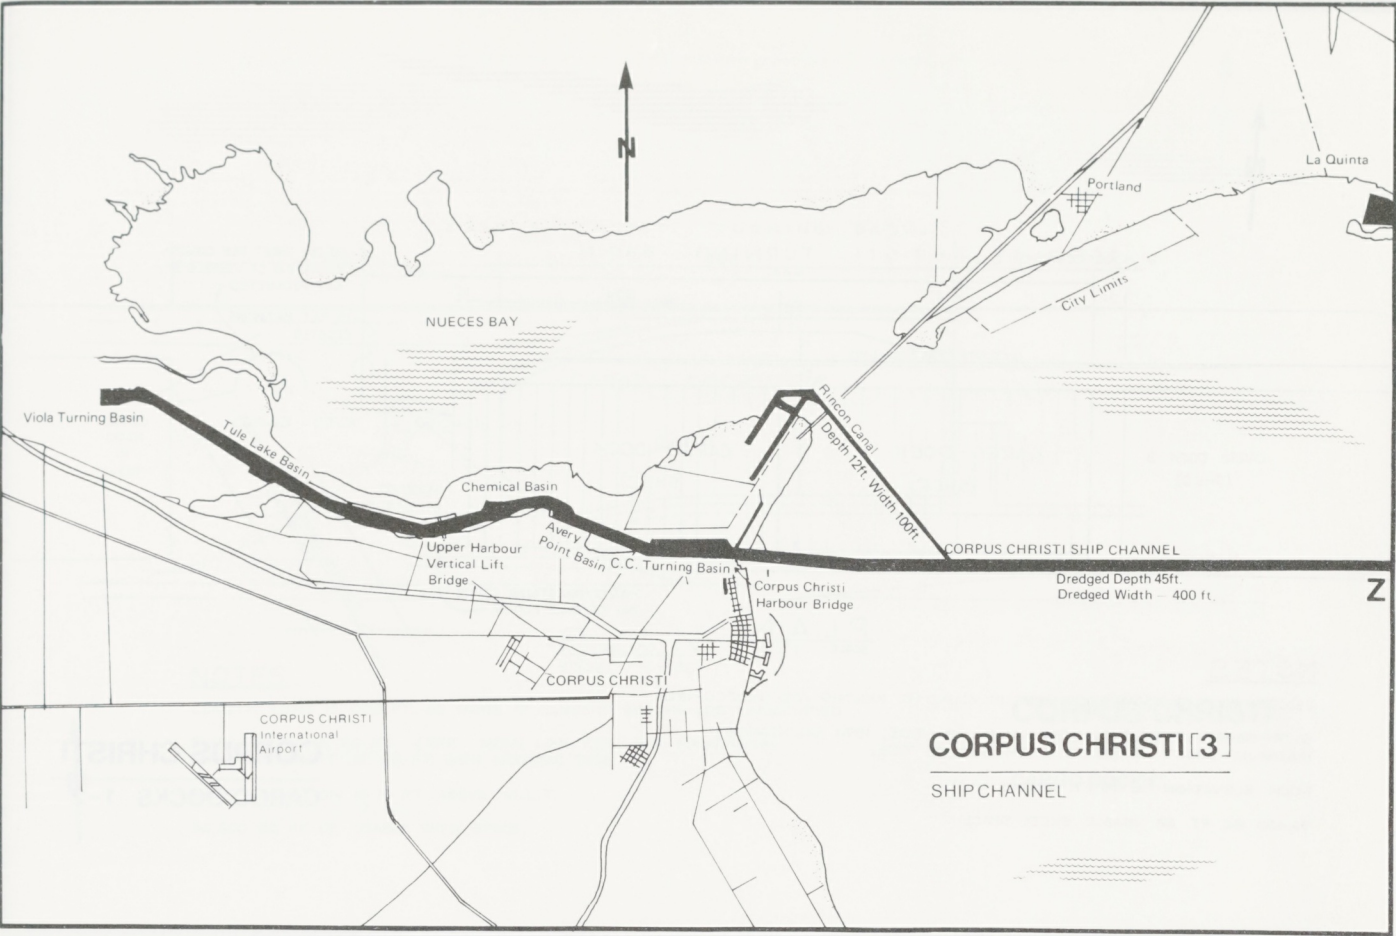 N
La Quinta
Portland
City Limits
NUECES BAY
Viola Turning Basin
Tule Lake Basin
Rincon Canal
Depth 12ft. Width 100ft.
Chemical Basin
Avery
Point Basin
Upper Harbour
Vertical Lift
Bridge
C.C. Turning Basin
CORPUS CHRISTI SHIP CHANNEL
Dredged Depth 45ft.
Dredged Width – 400 ft.
Z
Corpus Christi
Harbour Bridge
CORPUS CHRISTI
CORPUS CHRISTI
International
Airport
CORPUS CHRISTI [3]
SHIP CHANNEL